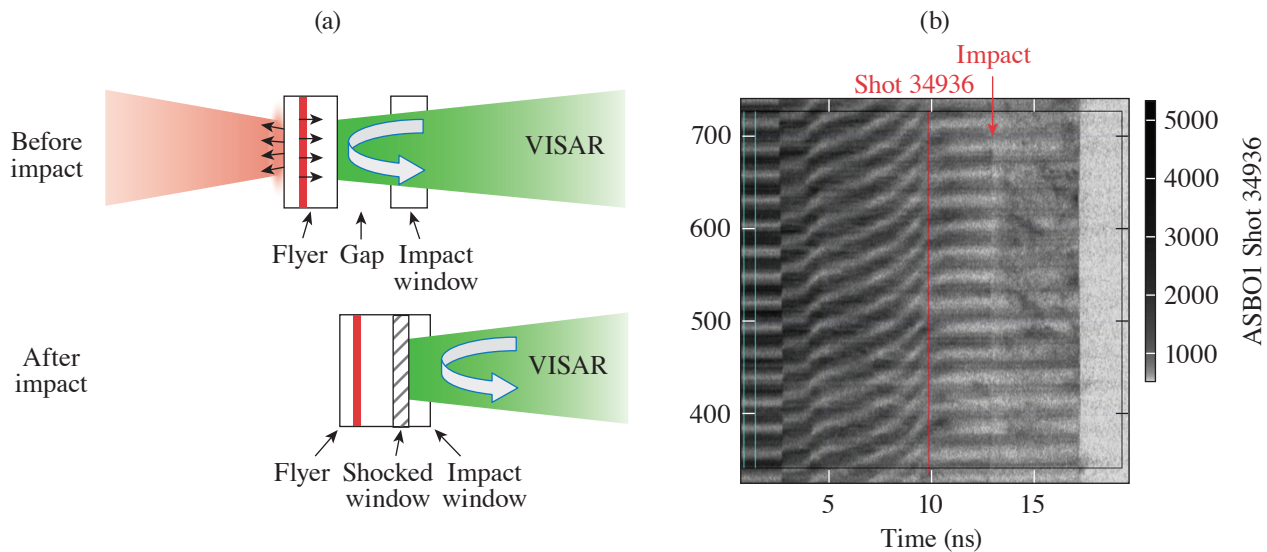 (a)
Before
impact
VISAR
Flyer
Gap
Impact
window
After
impact
VISAR
Flyer
Shocked
window
Impact
window
(b)
Impact
Shot 34936
700
600
500
400
5
10
15
Time (ns)
5000
4000
3000
2000
1000
ASBO1 Shot 34936